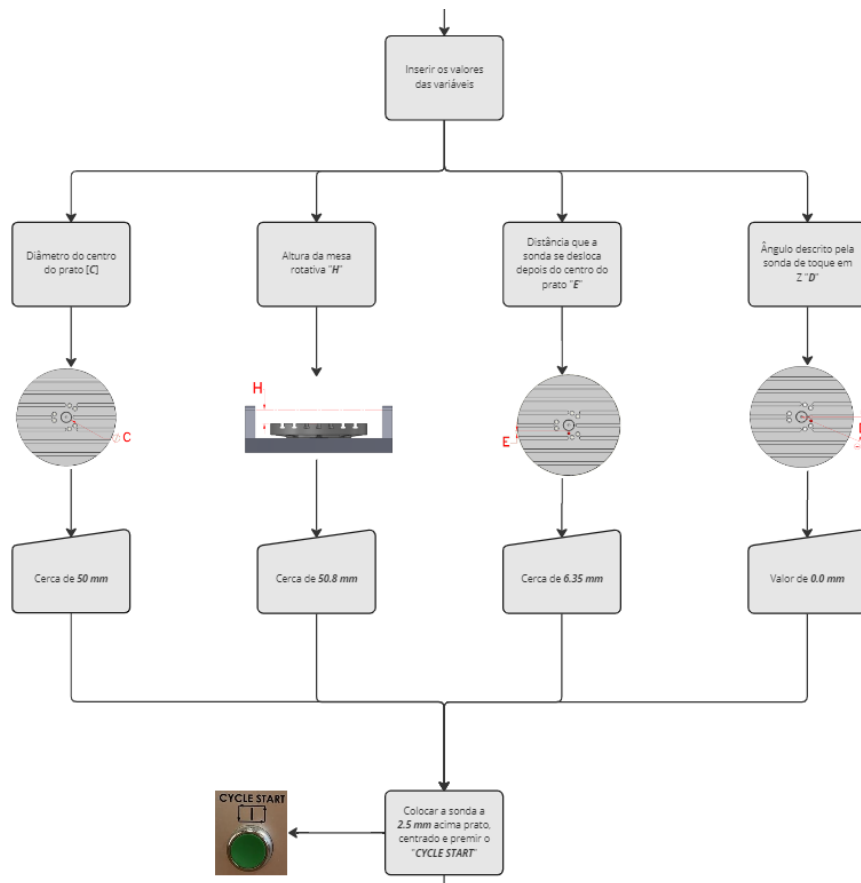 Inserir os valores
das variáveis
Diâmetro do centro
do prato [C]
Altura da mesa
rotativa "H"
Distância que a
sonda se desloca
depois do centro do
prato "E"
Ângulo descrito pela
sonda de toque em
Z "D"
C
H
E
Cerca de 50 mm
Cerca de 50.8 mm
Cerca de 6.35 mm
Valor de 0.0 mm
CYCLE START
Colocar a sonda a
2.5 mm acima prato,
centrado e premir o
"CYCLE START"